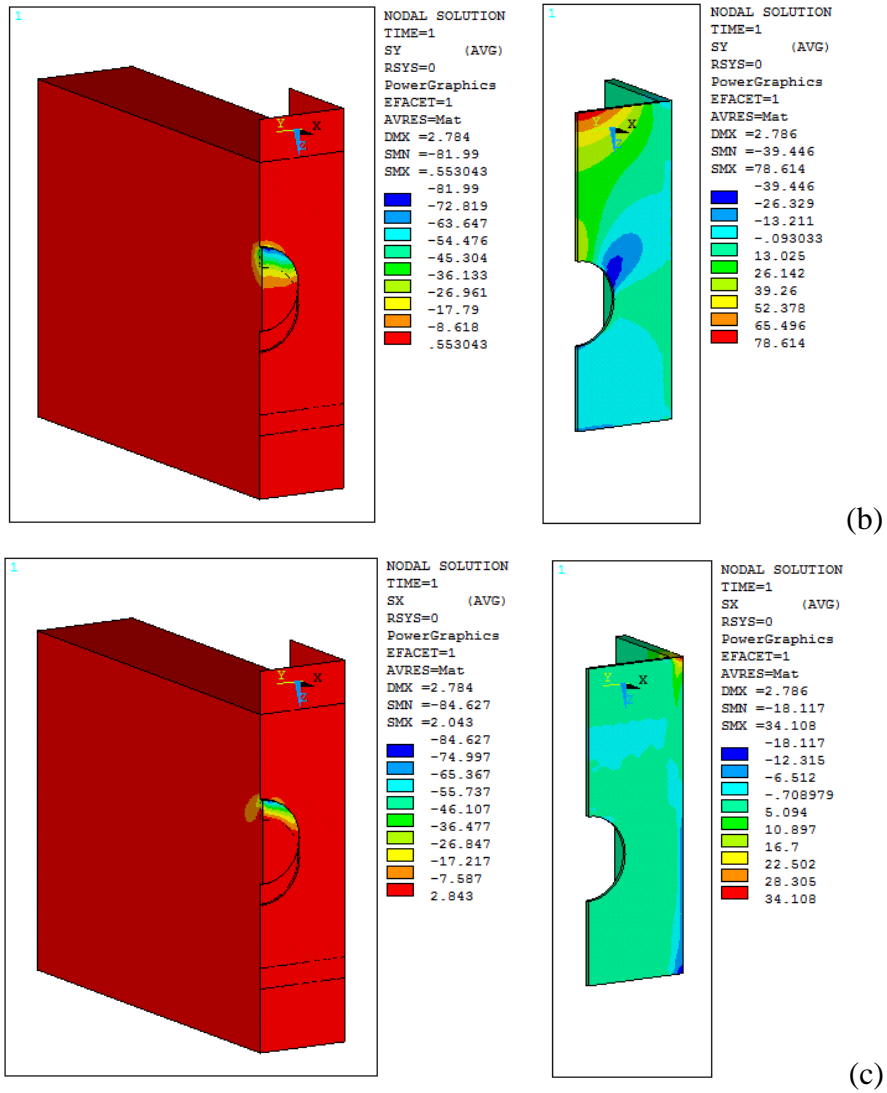 1
NODAL SOLUTION
TIME=1
SY (AVG)
RSYS=0
PowerGraphics
EFACET=1
AVRES=Mat
DMX =2.784
SMN =-81.99
SMX =.553043
-81.99
-72.819
-63.647
-54.476
-45.304
-36.133
-26.961
-17.79
-8.618
.553043
Y X
Z
1
NODAL SOLUTION
TIME=1
SY (AVG)
RSYS=0
PowerGraphics
EFACET=1
AVRES=Mat
DMX =2.786
SMN =-39.446
SMX =78.614
-39.446
-26.329
-13.211
-.093033
13.025
26.142
39.26
52.378
65.496
78.614
Y X
Z
(b)
1
NODAL SOLUTION
TIME=1
SX (AVG)
RSYS=0
PowerGraphics
EFACET=1
AVRES=Mat
DMX =2.784
SMN =-84.627
SMX =2.043
-84.627
-74.997
-65.367
-55.737
-46.107
-36.477
-26.847
-17.217
-7.587
2.843
Y X
Z
1
NODAL SOLUTION
TIME=1
SX (AVG)
RSYS=0
PowerGraphics
EFACET=1
AVRES=Mat
DMX =2.786
SMN =-18.117
SMX =34.108
-18.117
-12.315
-6.512
-.708979
5.094
10.897
16.7
22.502
28.305
34.108
Y X
Z
(c)